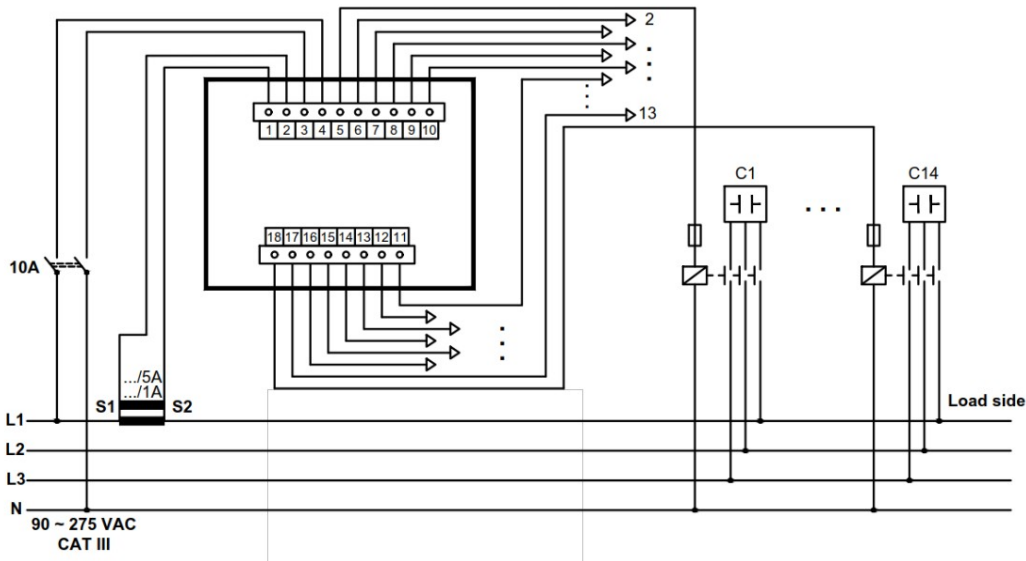 2
13
1 2 3 4 5 6 7 8 9 10
C1
C14
. . .
18 17 16 15 14 13 12 11
10A
.../5A
.../1A
S1
S2
Load side
L1
L2
L3
N
90 ~ 275 VAC
CAT III